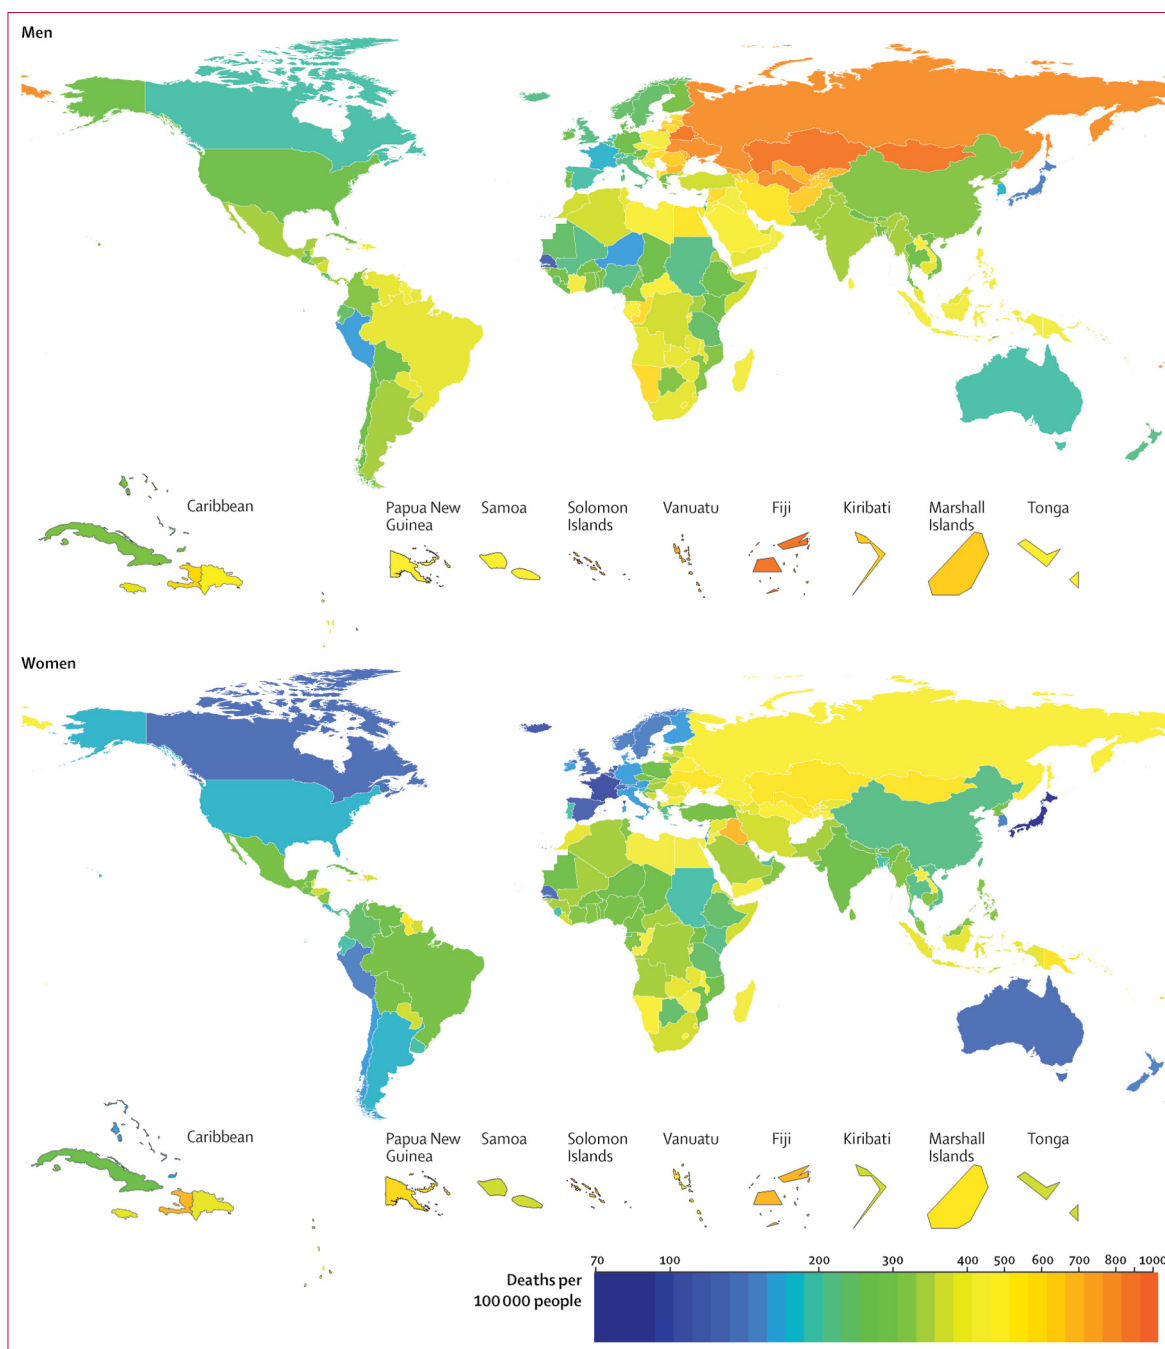 Men
Caribbean
Papua New
Guinea
Samoa
Solomon
Islands
Vanuatu
Fiji
Kiribati
Marshall
Islands
Tonga
Women
Caribbean
Papua New
Guinea
Samoa
Solomon
Islands
Vanuatu
Fiji
Kiribati
Marshall
Islands
Tonga
70 100 200 300 400 500 600 700 800 1000
Deaths per
100 000 people